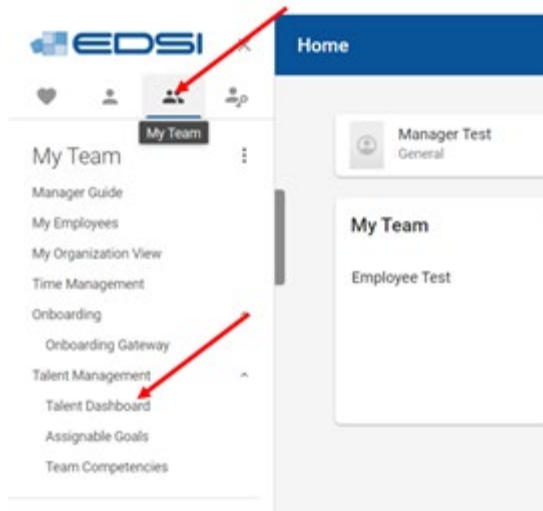 EDSI
Home
My Team
My Team
Manager Guide
My Employees
My Organization View
Time Management
Onboarding
Onboarding Gateway
Talent Management
Talent Dashboard
Assignable Goals
Team Competencies
Manager Test
General
My Team
Employee Test